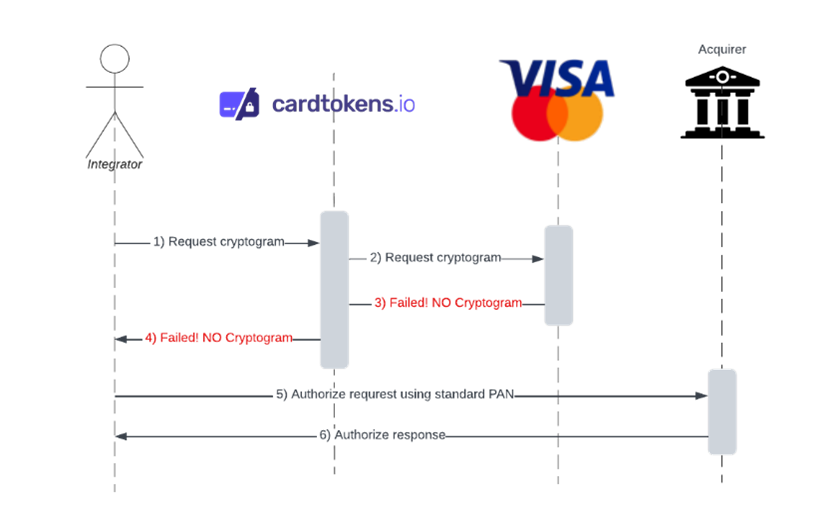 Acquirer
VISA
cardtokens.io
Integrator
1) Request cryptogram
2) Request cryptogram
3) Failed! NO Cryptogram
4) Failed! NO Cryptogram
5) Authorize requrest using standard PAN
6) Authorize response